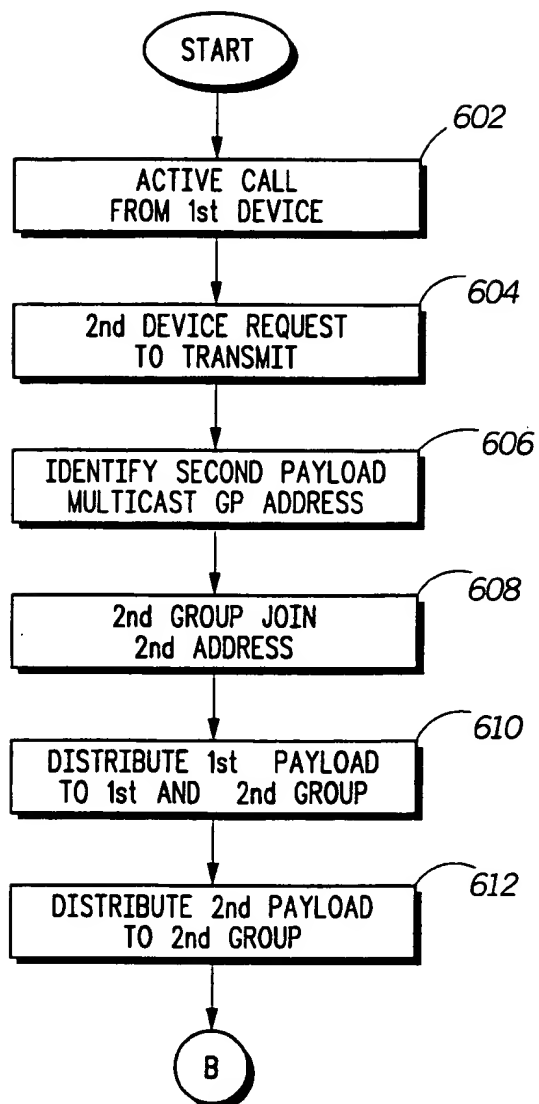 START
602
ACTIVE CALL
FROM 1st DEVICE
604
2nd DEVICE REQUEST
TO TRANSMIT
606
IDENTIFY SECOND PAYLOAD
MULTICAST GP ADDRESS
608
2nd GROUP JOIN
2nd ADDRESS
610
DISTRIBUTE 1st PAYLOAD
TO 1st AND 2nd GROUP
612
DISTRIBUTE 2nd PAYLOAD
TO 2nd GROUP
B